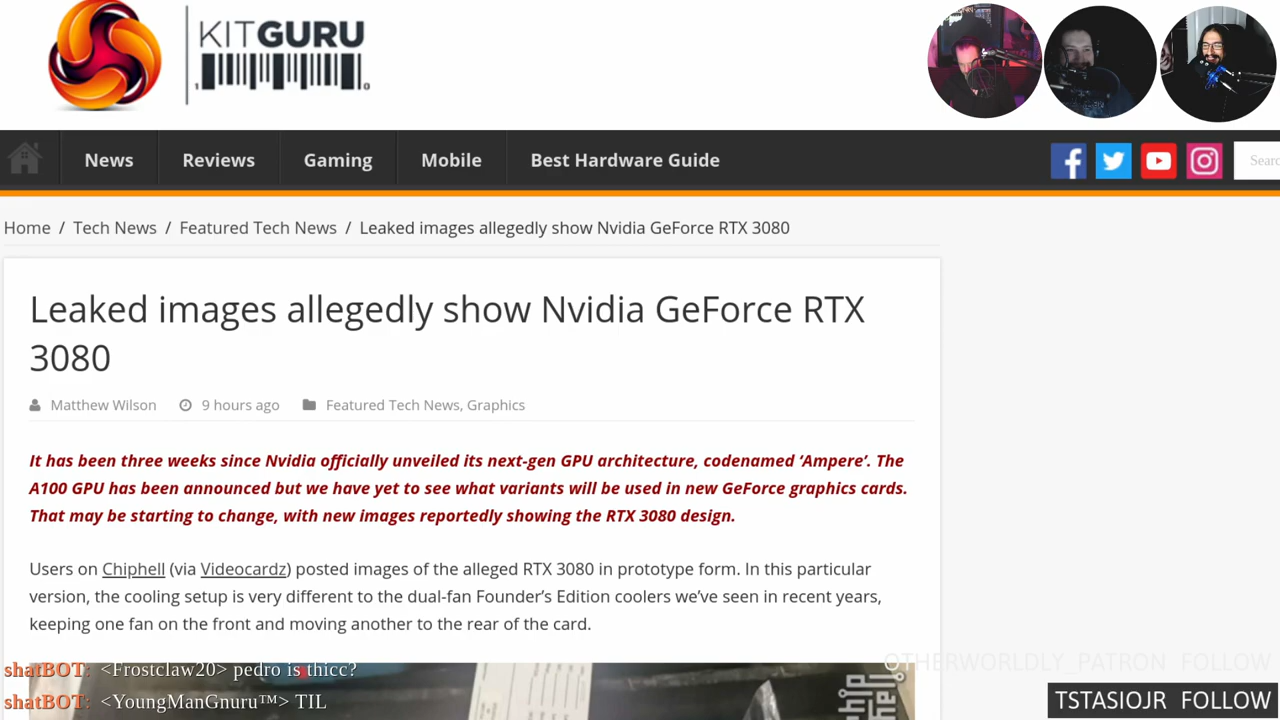 KITGURU
News
Reviews
Gaming
Mobile
Best Hardware Guide
Searc
Home / Tech News / Featured Tech News / Leaked images allegedly show Nvidia GeForce RTX 3080
Leaked images allegedly show Nvidia GeForce RTX
3080
Matthew Wilson
9 hours ago
Featured Tech News, Graphics
It has been three weeks since Nvidia officially unveiled its next-gen GPU architecture, codenamed ‘Ampere’. The
A100 GPU has been announced but we have yet to see what variants will be used in new GeForce graphics cards.
That may be starting to change, with new images reportedly showing the RTX 3080 design.
Users on Chiphell (via Videocardz) posted images of the alleged RTX 3080 in prototype form. In this particular
version, the cooling setup is very different to the dual-fan Founder’s Edition coolers we’ve seen in recent years,
keeping one fan on the front and moving another to the rear of the card.
shatBOT: <Frostclaw20> pedro is thicc?
shatBOT: <YoungManGnuru™> TIL
chip
hell
OTHERWORLDLY_PATRON FOLLOW
TSTASIOJR FOLLOW